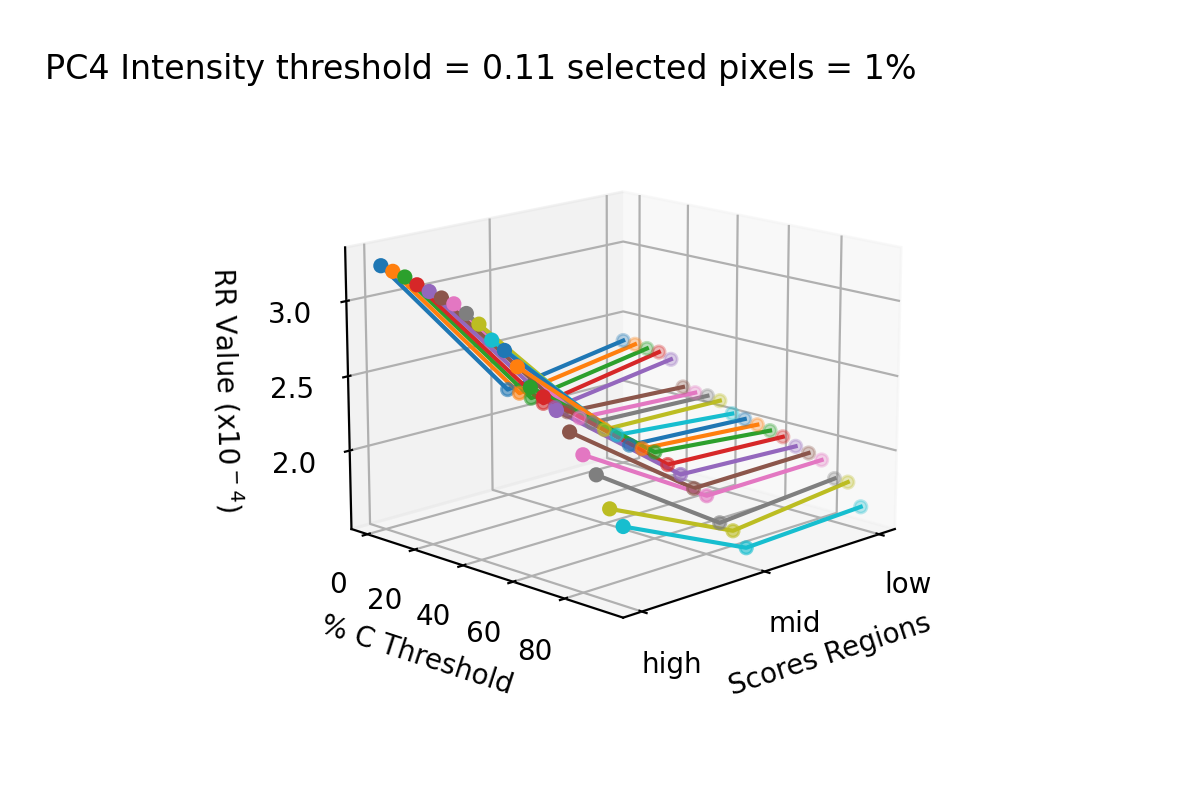 PC4 Intensity threshold = 0.11 selected pixels = 1%
RR Value (x10⁻⁴)
3.0
2.5
2.0
0
20
40
60
80
% C Threshold
low
mid
high
Scores Regions